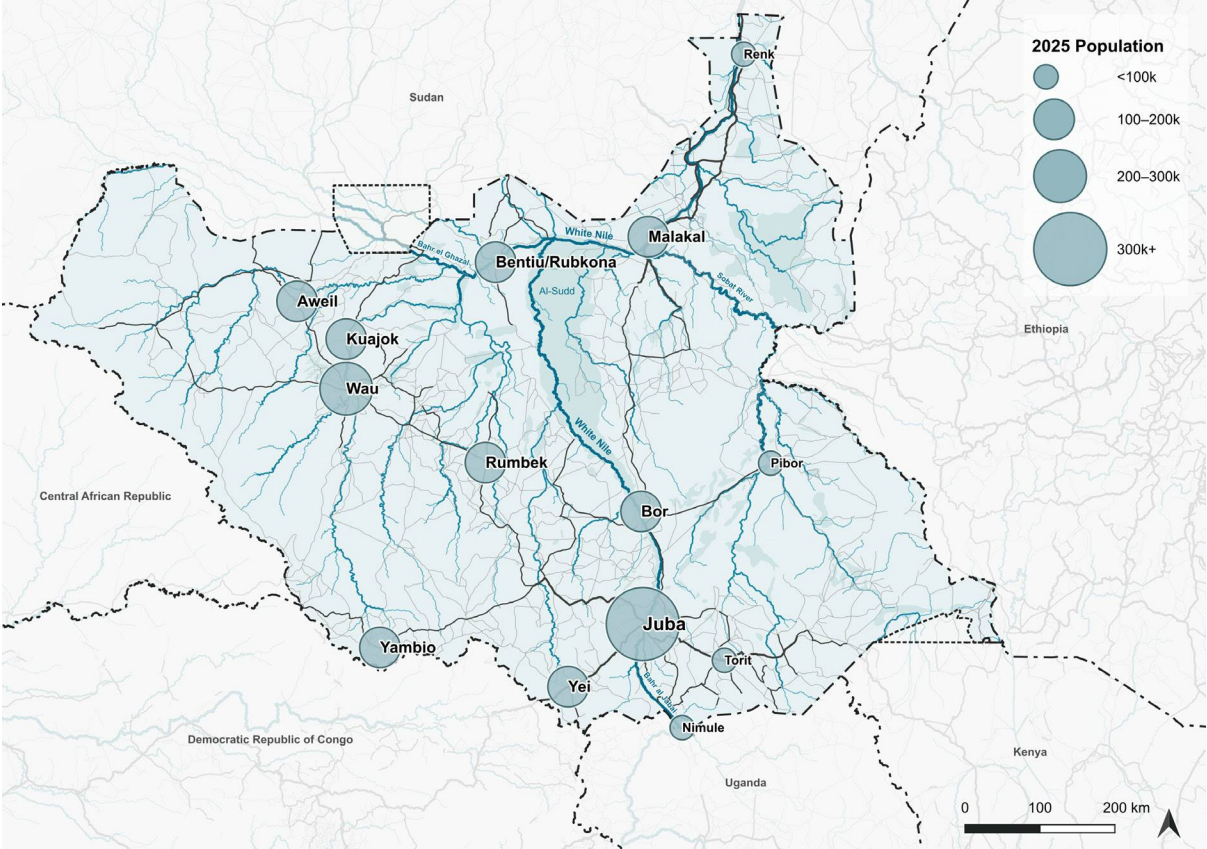 Renk
2025 Population
<100k
100–200k
200–300k
300k+
Sudan
White Nile
Malakal
Bahr el Ghazal
Bentiu/Rubkona
Al-Sudd
Sobat River
Aweil
Ethiopia
Kuajok
Wau
White Nile
Rumbek
Pibor
Central African Republic
Bor
Juba
Yambio
Torit
Yei
Bahr al Jabal
Nimule
Democratic Republic of Congo
Kenya
Uganda
0 100 200 km